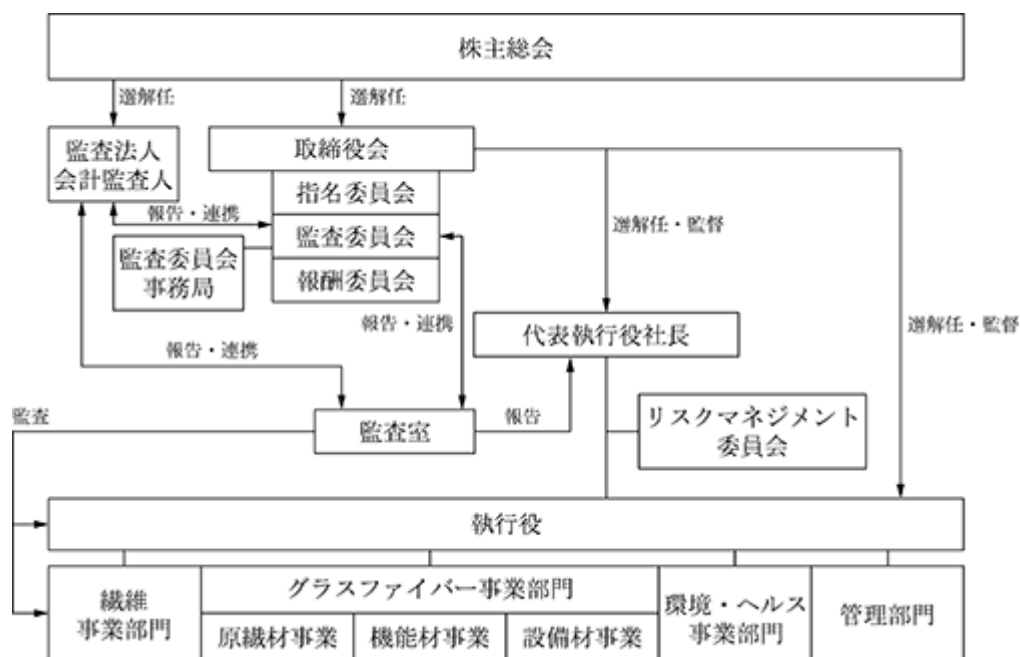 株主総会
選解任
選解任
監査法人
会計監査人
取締役会
指名委員会
報告・連携
監査委員会
選解任・監督
監査委員会
事務局
報酬委員会
報告・連携
代表執行役社長
選解任・監督
報告・連携
監査
監査室
報告
リスクマネジメント
委員会
執行役
繊維
事業部門
グラスファイバー事業部門
原繊材事業
機能材事業
設備材事業
環境・ヘルス
事業部門
管理部門